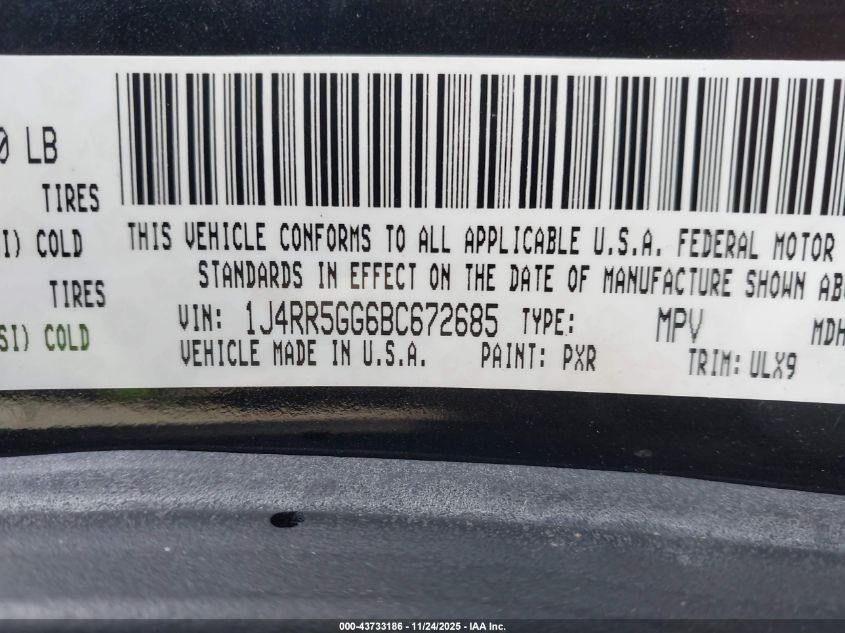 0 LB
TIRES
I) COLD
TIRES
SI) COLD
THIS VEHICLE CONFORMS TO ALL APPLICABLE U.S.A. FEDERAL MOTOR
STANDARDS IN EFFECT ON THE DATE OF MANUFACTURE SHOWN AB
VIN: 1J4RR5GG6BC672685 TYPE: MPV MDH
VEHICLE MADE IN U.S.A. PAINT: PXR TRIM: ULX9
000-43733186 - 11/24/2025 - IAA Inc.